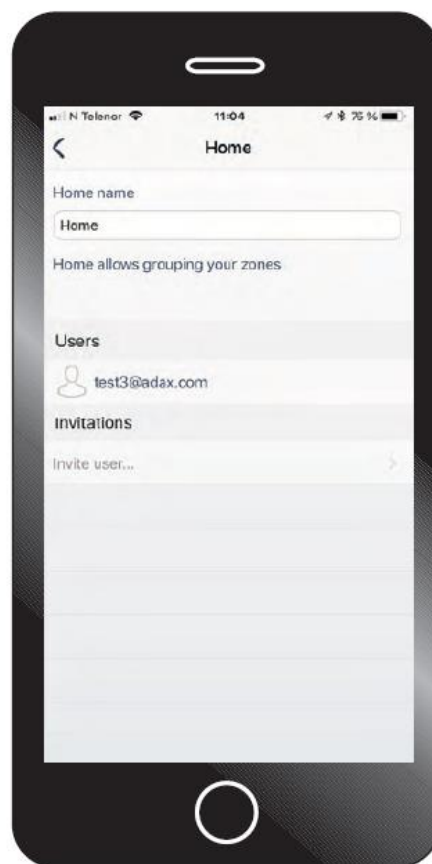 N Telenor 11:04 75 %
Home
Home name
Home
Home allows grouping your zones
Users
test3@adax.com
Invitations
Invite user...